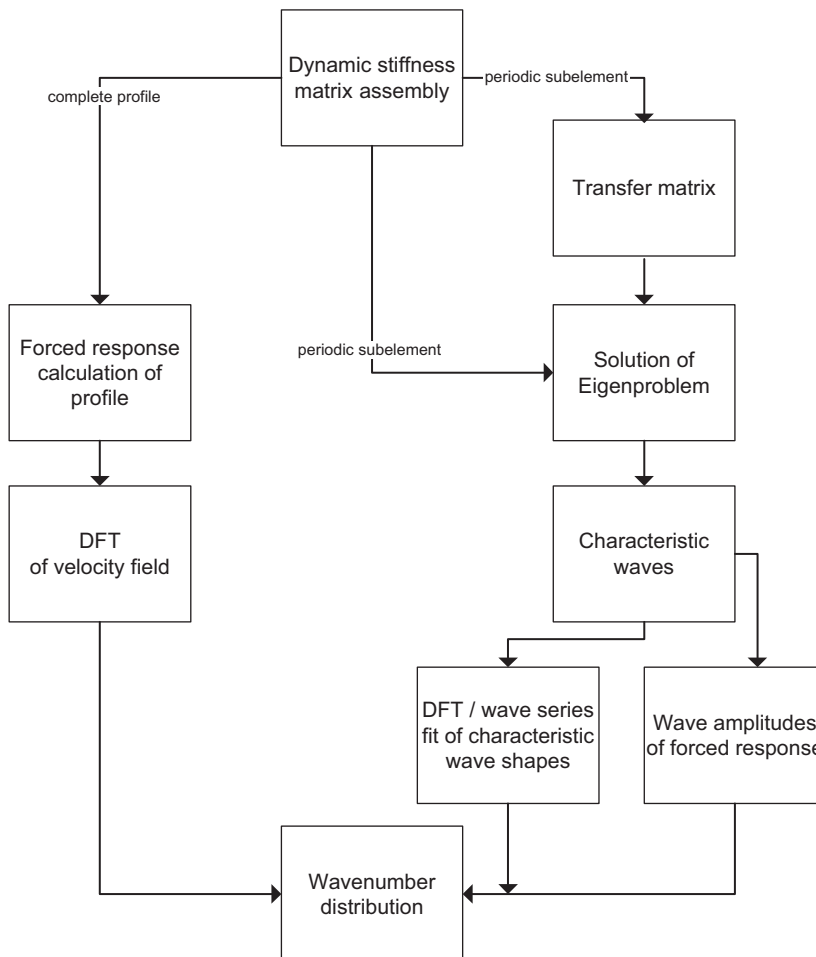 Dynamic stiffness
matrix assembly
complete profile
periodic subelement
Transfer matrix
Forced response
calculation of
profile
periodic subelement
Solution of
Eigenproblem
DFT
of velocity field
Characteristic
waves
DFT / wave series
fit of characteristic
wave shapes
Wave amplitudes
of forced response
Wavenumber
distribution